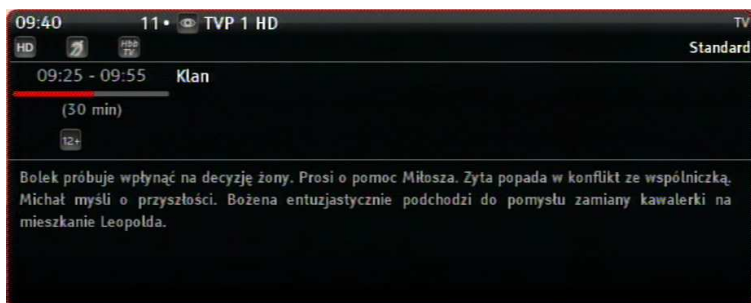 09:40 11• TVP 1 HD TV
HD Hbb TV Standard
09:25 - 09:55 Klan
(30 min)
12+
Bolek próbuje wpłynąć na decyzję żony. Prosi o pomoc Miłosza. Zyta popada w konflikt ze wspólniczką.
Michał myśli o przyszłości. Bożena entuzjastycznie podchodzi do pomysłu zamiany kawalerki na
mieszkanie Leopolda.